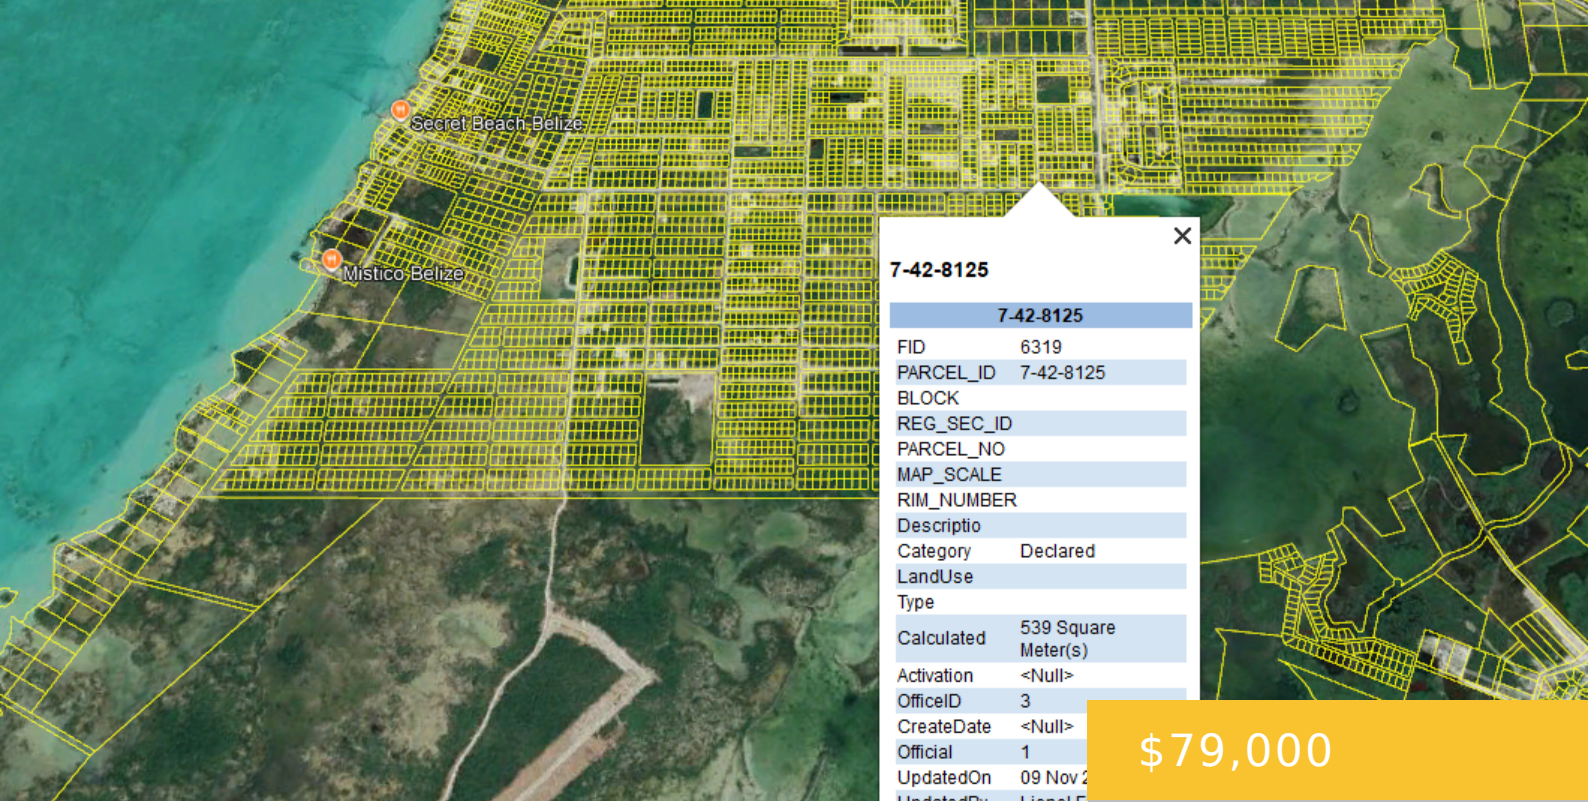 Secret Beach Belize
Mistico Belize
7-42-8125
7-42-8125
FID 6319
PARCEL_ID 7-42-8125
BLOCK
REG_SEC_ID
PARCEL_NO
MAP_SCALE
RIM_NUMBER
Descriptio
Category Declared
LandUse
Type
Calculated 539 Square
Meter(s)
Activation <Null>
OfficeID 3
CreateDate <Null>
Official 1
UpdatedOn 09 Nov
$79,000